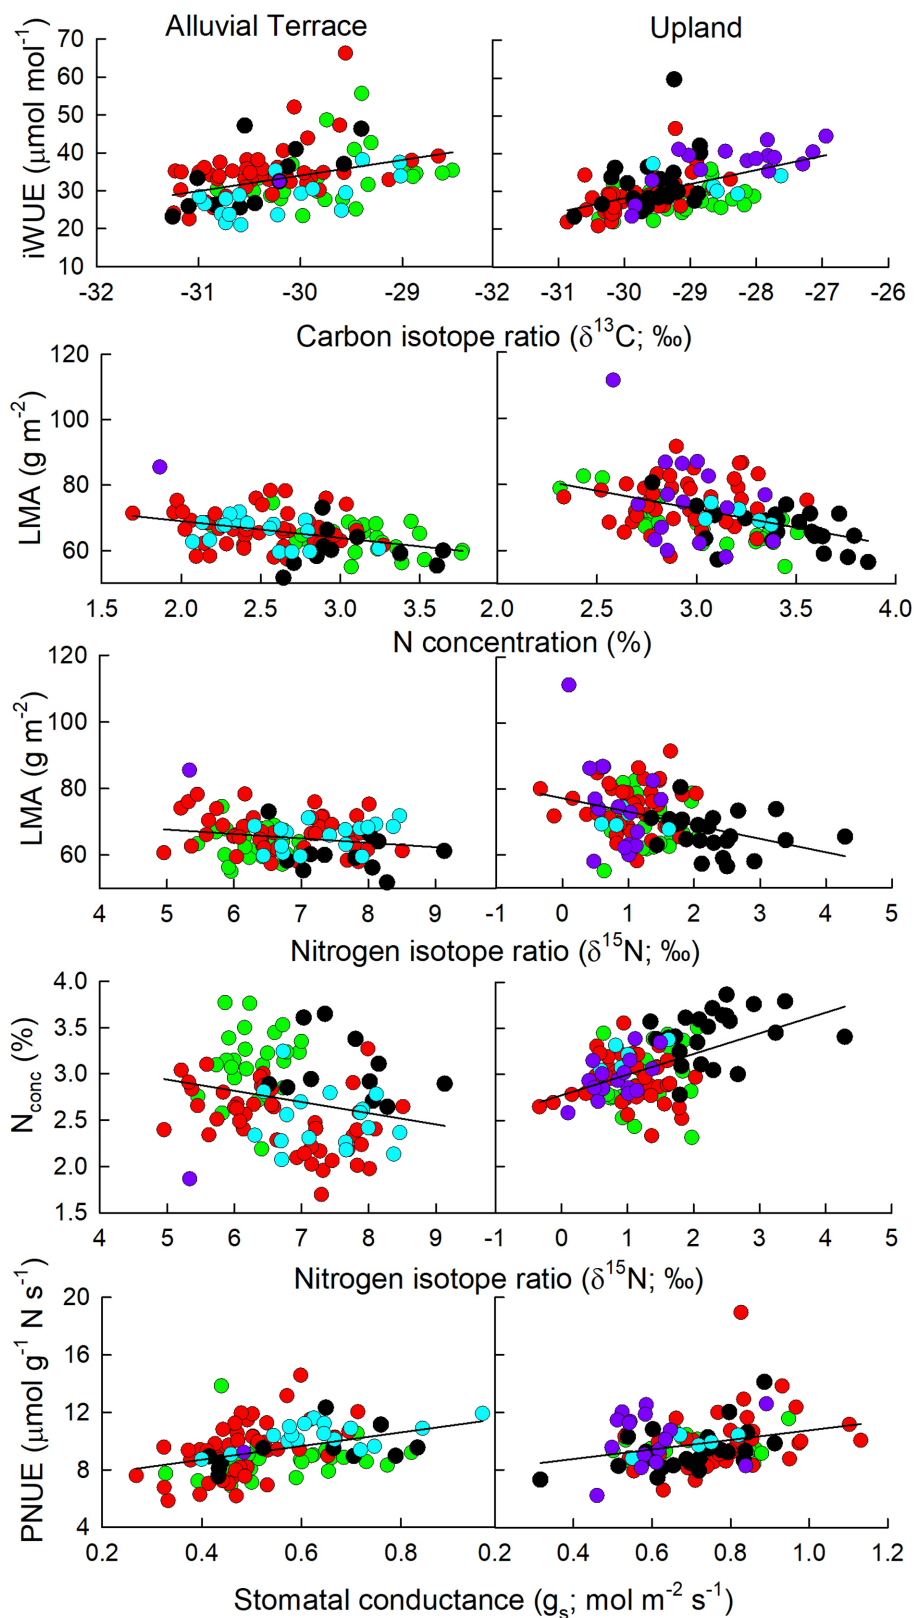 Alluvial Terrace Upland
iWUE (μmol mol⁻¹)
70
60
50
40
30
20
10
-32 -31 -30 -29 -32 -31 -30 -29 -28 -27 -26
Carbon isotope ratio (δ¹³C; ‰)
LMA (g m⁻²)
120
100
80
60
1.5 2.0 2.5 3.0 3.5 2.0 2.5 3.0 3.5 4.0
N concentration (%)
LMA (g m⁻²)
120
100
80
60
4 5 6 7 8 9 -1 0 1 2 3 4 5
Nitrogen isotope ratio (δ¹⁵N; ‰)
N_conc (%)
4.0
3.5
3.0
2.5
2.0
1.5
4 5 6 7 8 9 -1 0 1 2 3 4 5
Nitrogen isotope ratio (δ¹⁵N; ‰)
PNUE (μmol g⁻¹ N s⁻¹)
20
16
12
8
4
0.2 0.4 0.6 0.8 0.2 0.4 0.6 0.8 1.0 1.2
Stomatal conductance (gₛ; mol m⁻² s⁻¹)